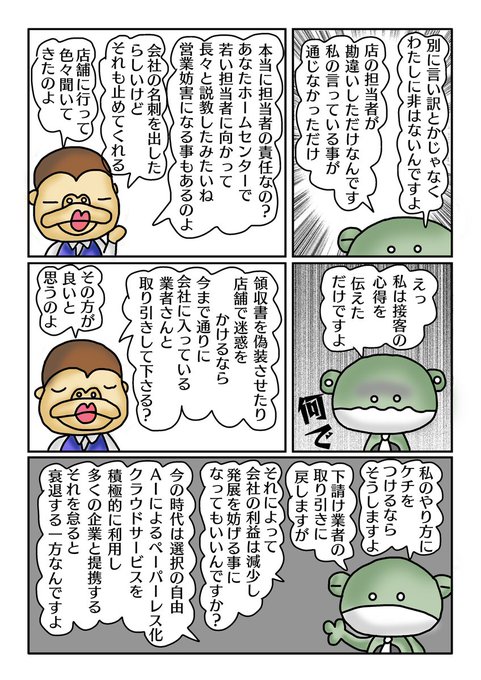 別に言い訳とかじゃなく
わたしに非はないんですよ
店の担当者が
勘違いしただけなんです
私の言っている事が
通じなかっただけ
本当に担当者の責任なの？
あなたホームセンターで
若い担当者に向かって
長々と説教したみたいね
営業妨害になる事もあるのよ
会社の名刺を出した
らしいけど
それも止めてくれる
店舗に行って
色々聞いて
きたのよ
えっ
私は接客の
心得を
伝えた
だけですよ
何で
領収書を偽装させたり
店舗で迷惑を
かけるなら
今まで通りに
会社に入っている
業者さんと
取り引きして下さる？
その方が
良いと
思うのよ
私のやり方に
ケチを
つけるなら
そうしますよ
下請け業者の
取り引きに
戻しますが
それによって
会社の利益は減少し
発展を妨げる事に
なってもいいんですか？
今の時代は選択の自由
AIによるペーパーレス化
クラウドサービスを
積極的に利用し
多くの企業と提携する
それを怠ると
衰退する一方なんですよ